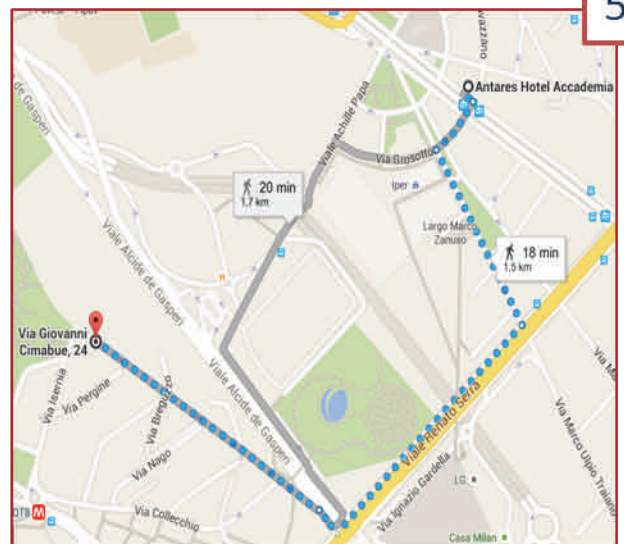 5
Antares Hotel Accademia
Viale Achille Papa
Via Grosotto
20 min
1,7 km
Iper
Largo Marco
Zanuso
18 min
1,5 km
Viale Alcide de Gasperi
Via Giovanni
Cimabue, 24
Via Isernia
Via Pergine
Viale Alcide de Gasperi
Viale Renato Serra
Via Nago
Via Marco Ulpio Traiano
Via Ignazio Gardella
LG
Via Collecchio
QT8 M
Casa Milan